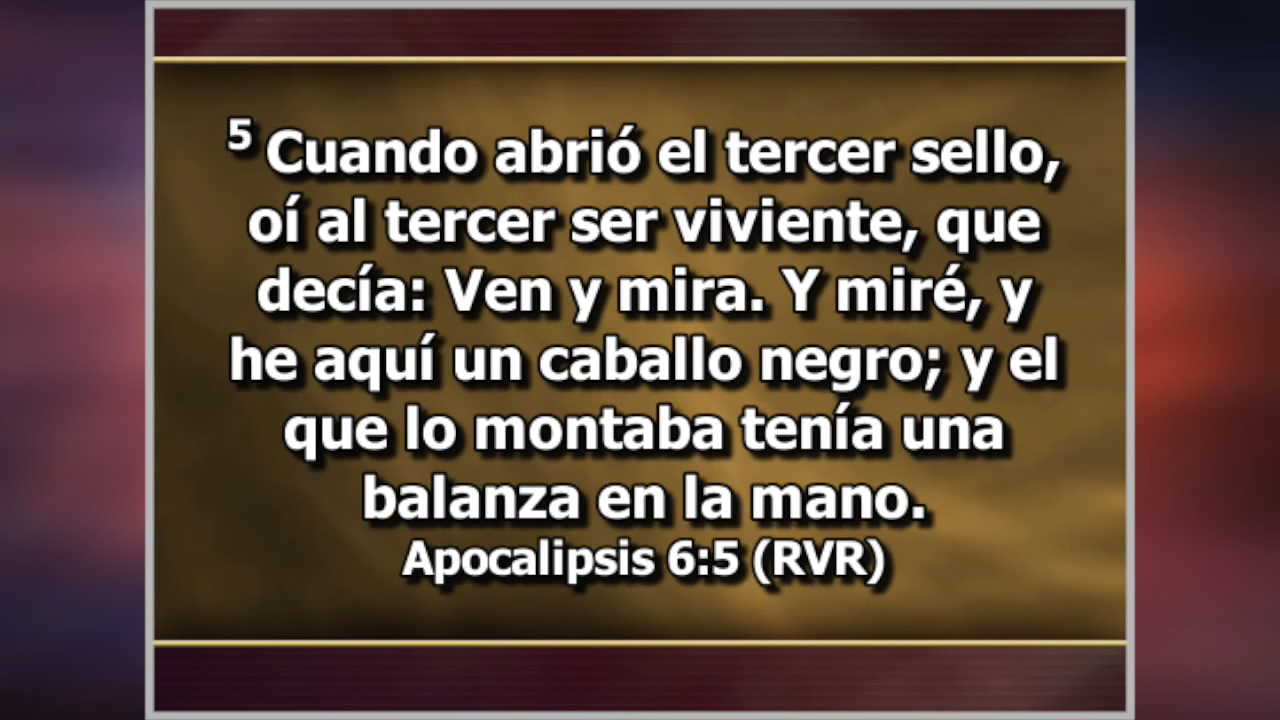 5 Cuando abrió el tercer sello,
oí al tercer ser viviente, que
decía: Ven y mira. Y miré, y
he aquí un caballo negro; y el
que lo montaba tenía una
balanza en la mano.
Apocalipsis 6:5 (RVR)